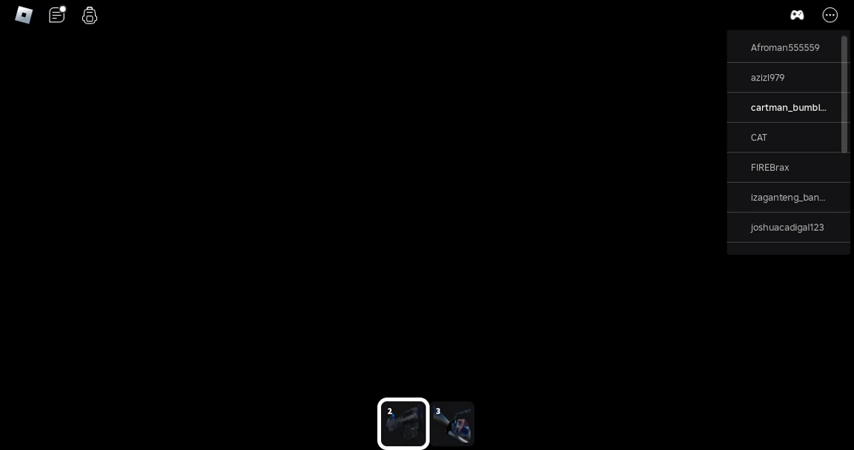 Afroman555559
azizl979
cartman_bumbl...
CAT
FIREBrax
izaganteng_ban...
joshuacadigal123
2
3